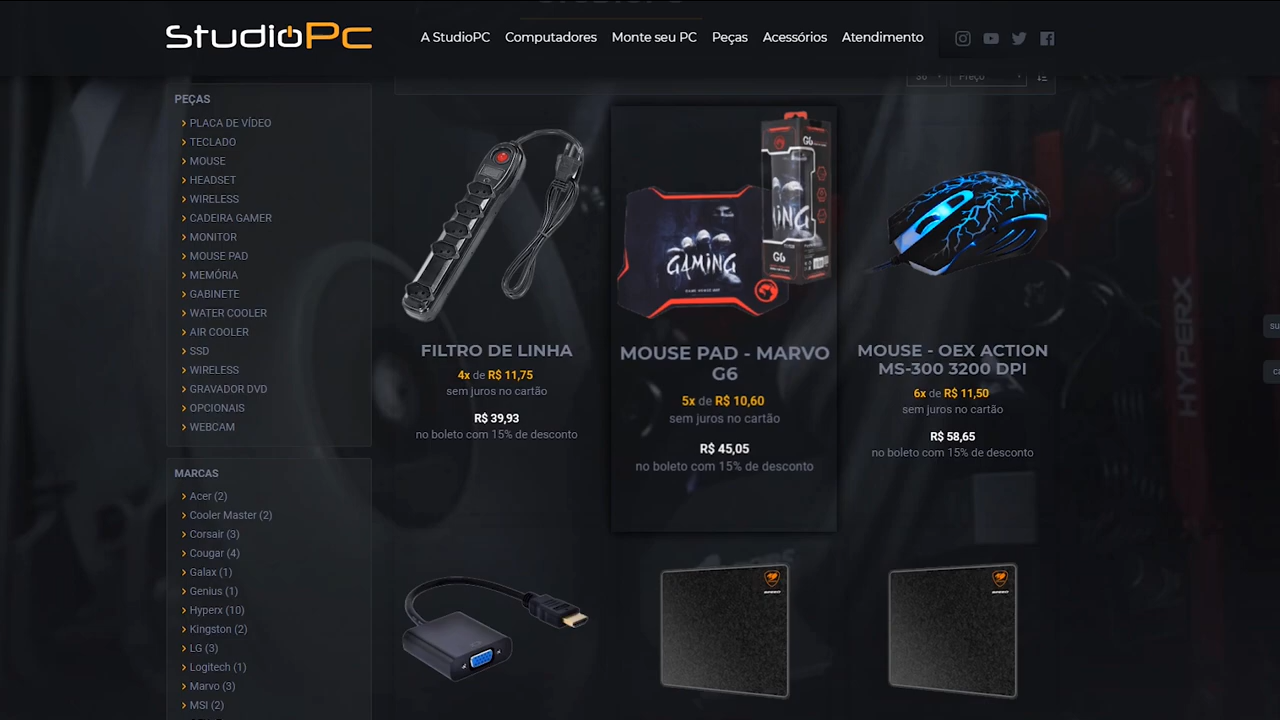 StudioPc
A StudioPC
Computadores
Monte seu PC
Peças
Acessórios
Atendimento
36
Preço
PEÇAS
PLACA DE VÍDEO
TECLADO
MOUSE
HEADSET
WIRELESS
CADEIRA GAMER
MONITOR
MOUSE PAD
MEMÓRIA
GABINETE
WATER COOLER
AIR COOLER
SSD
WIRELESS
GRAVADOR DVD
OPCIONAIS
WEBCAM
MARCAS
Acer (2)
Cooler Master (2)
Corsair (3)
Cougar (4)
Galax (1)
Genius (1)
Hyperx (10)
Kingston (2)
LG (3)
Logitech (1)
Marvo (3)
MSI (2)
FILTRO DE LINHA
4x de R$ 11,75
sem juros no cartão
R$ 39,93
no boleto com 15% de desconto
G6
GAMING
G6
MOUSE PAD - MARVO
G6
5x de R$ 10,60
sem juros no cartão
R$ 45,05
no boleto com 15% de desconto
MOUSE - OEX ACTION
MS-300 3200 DPI
6x de R$ 11,50
sem juros no cartão
R$ 58,65
no boleto com 15% de desconto
SPEED
SPEED
HYPERX